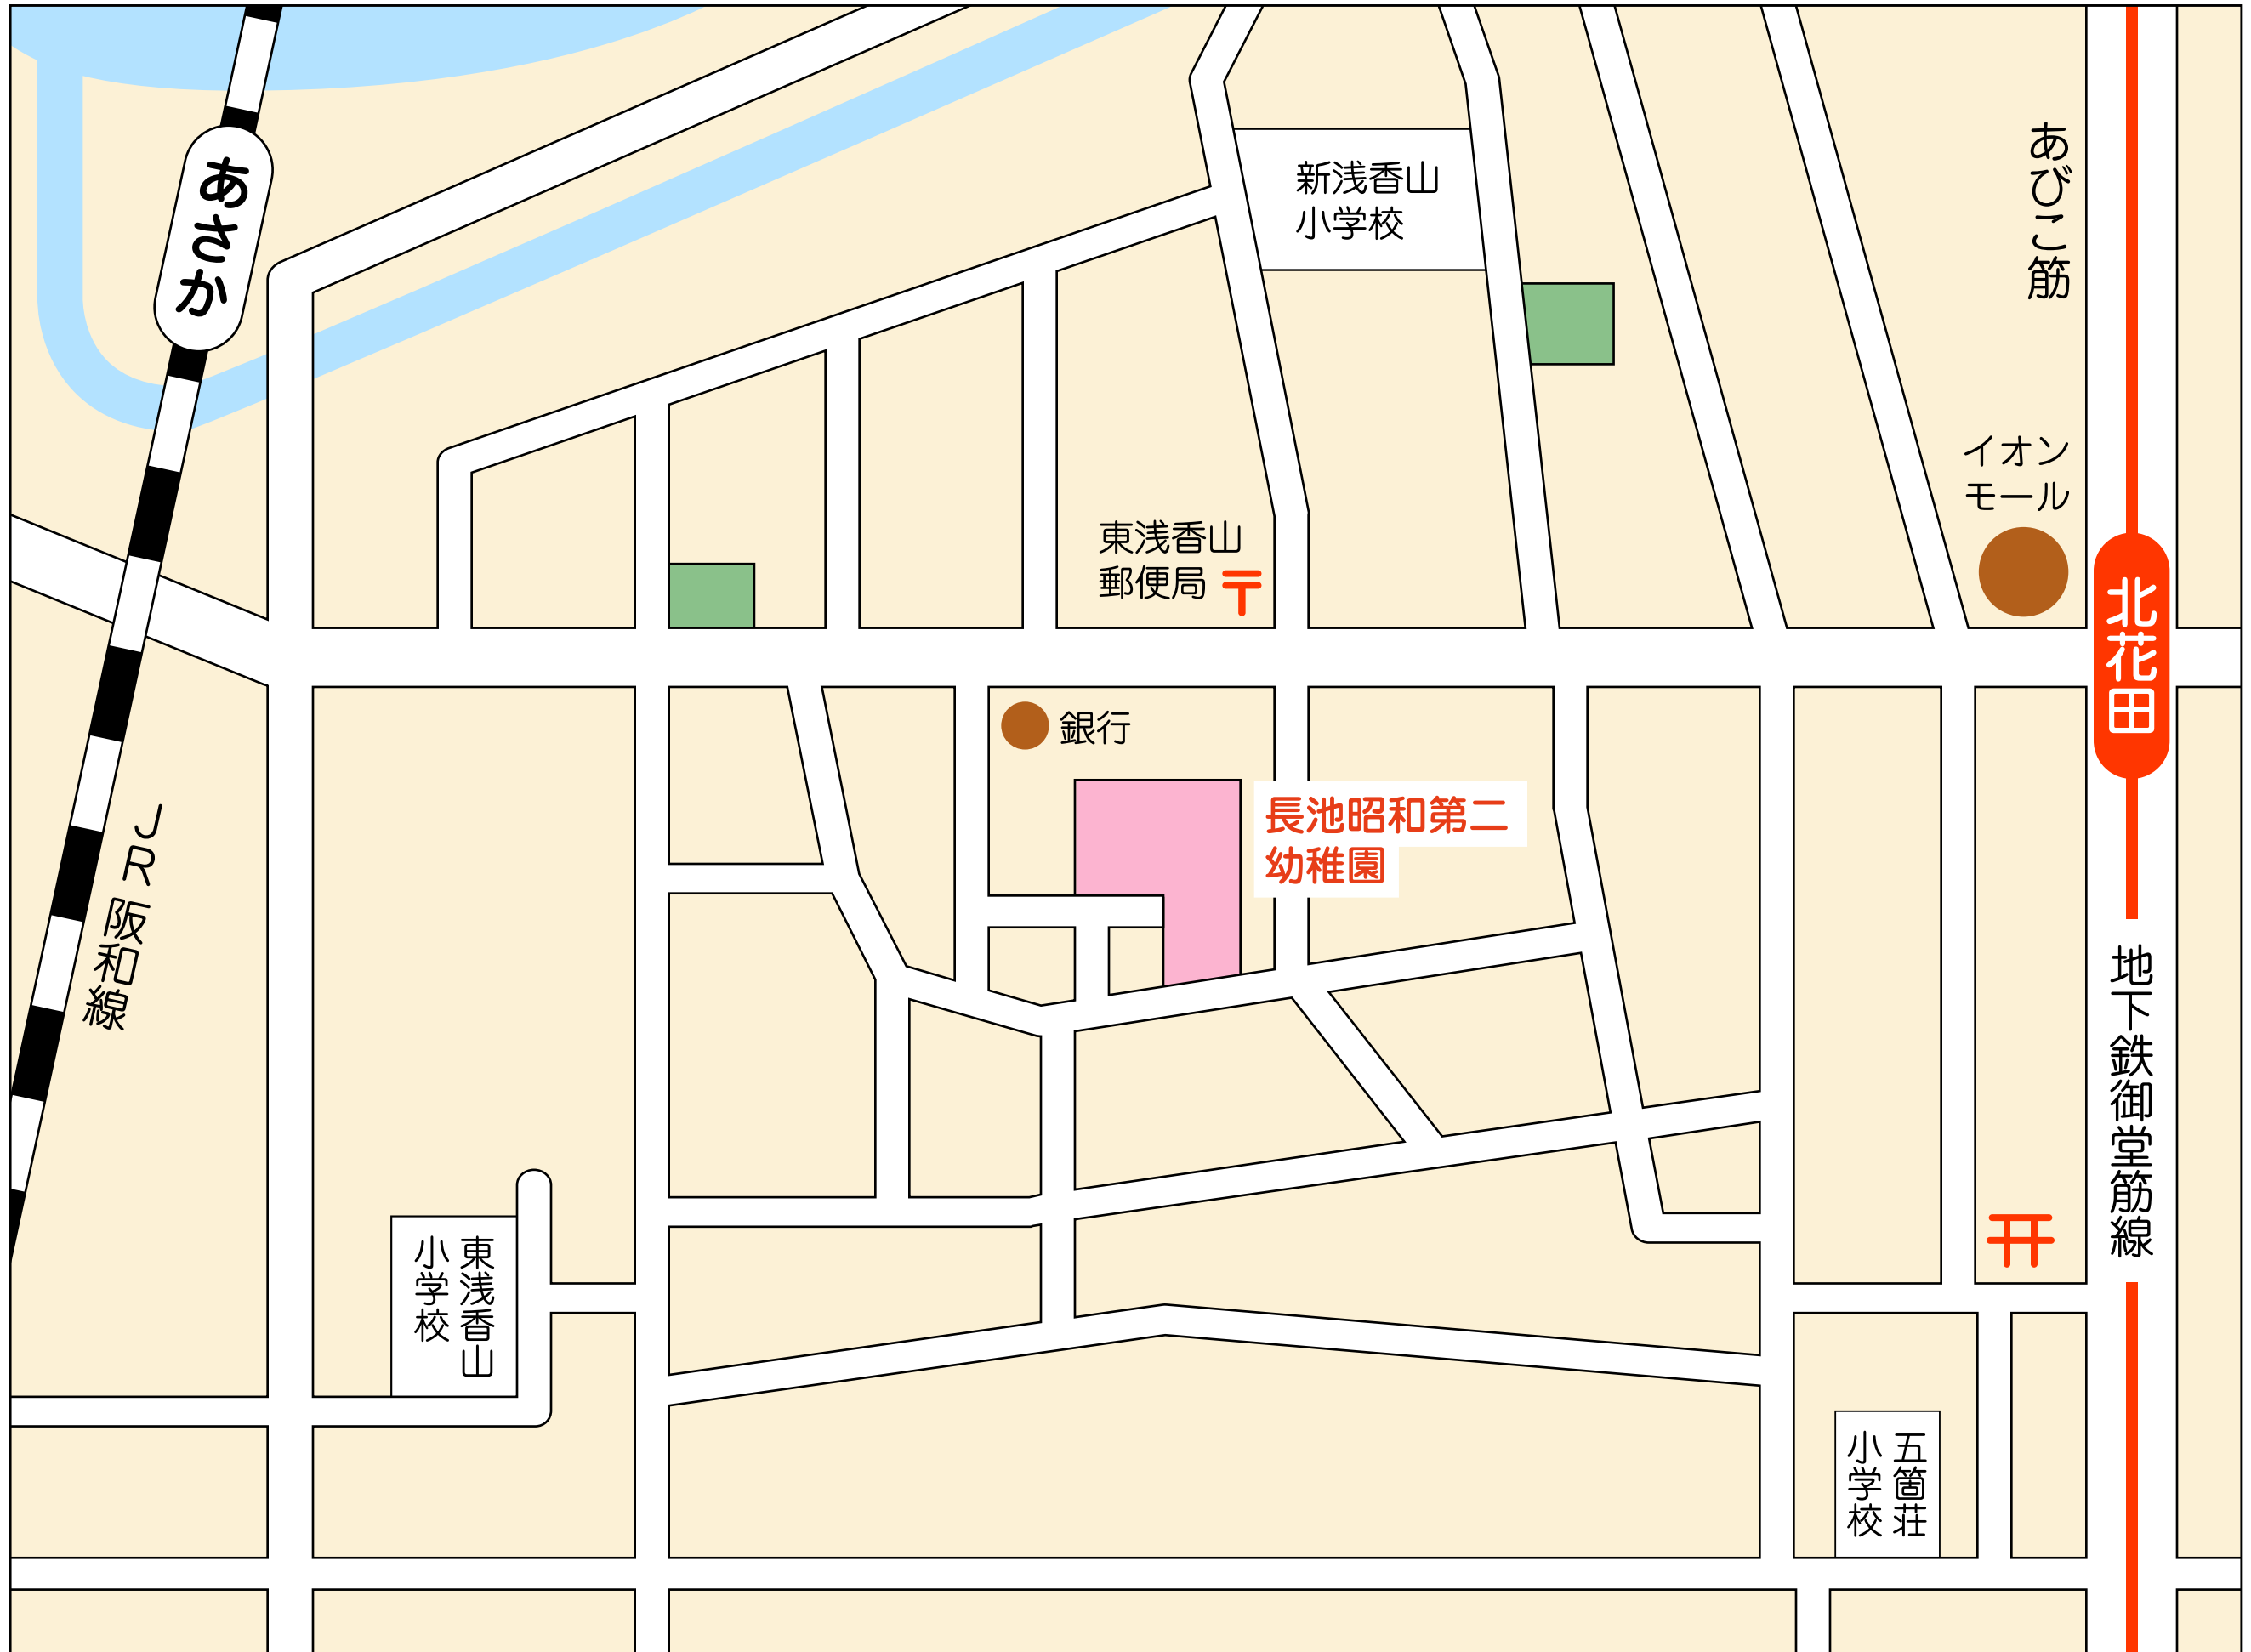 あさか
新浅香山
小学校
あびこ筋
イオン
モール
東浅香山
郵便局
〒
北花田
銀行
長池昭和第二
幼稚園
JR阪和線
地下鉄御堂筋線
東浅香山
小学校
五箇荘
小学校